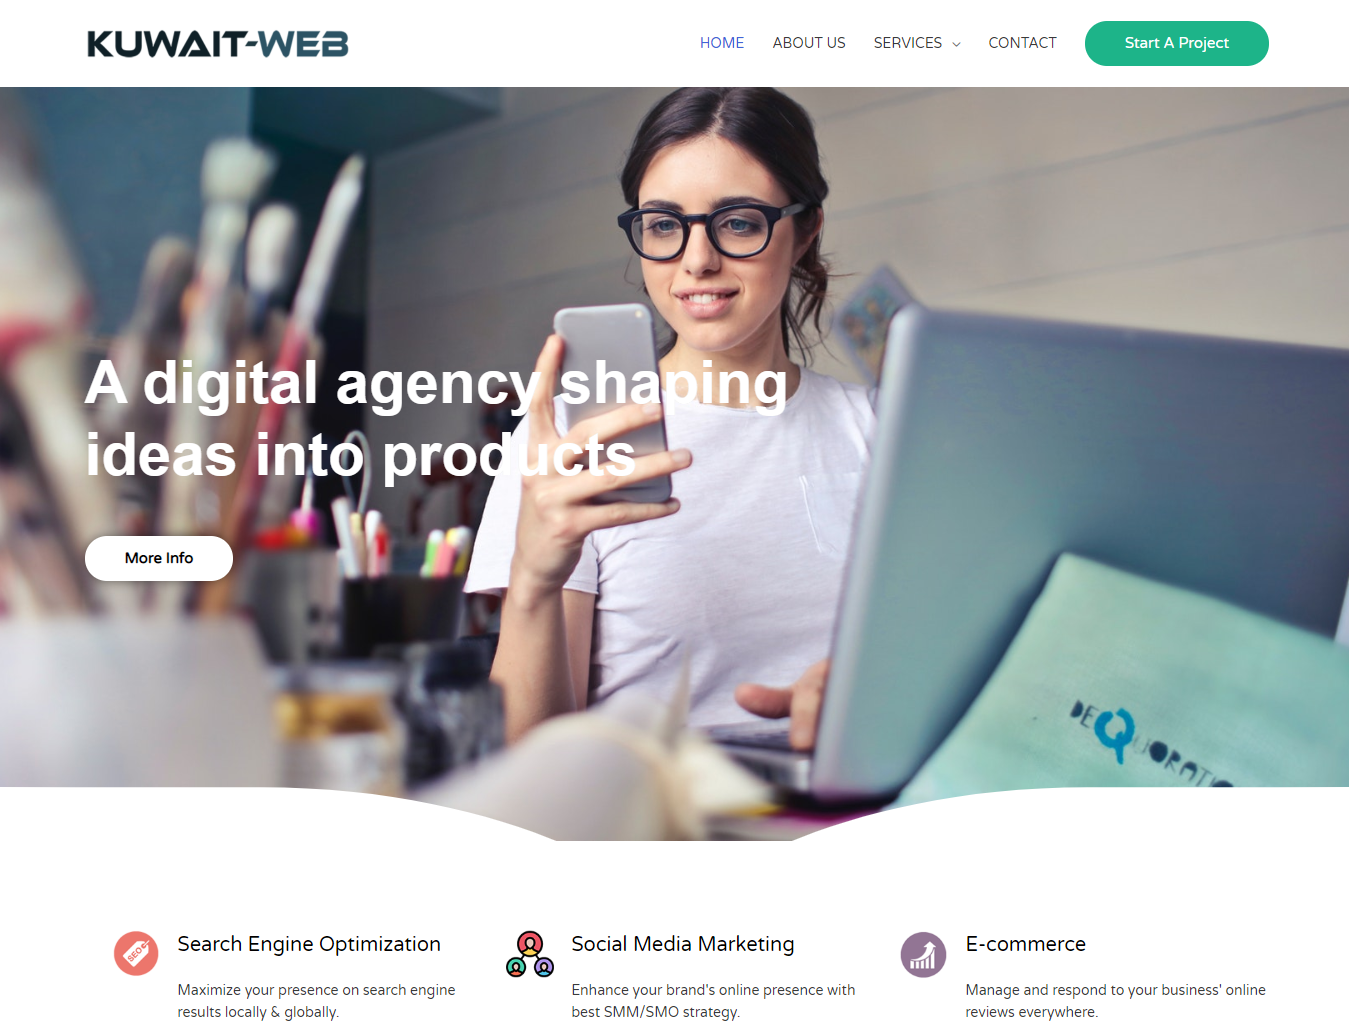 KUWAIT-WEB
HOME ABOUT US SERVICES CONTACT Start A Project
A digital agency shaping
ideas into products
More Info
DEQUORATIO
SEO
Search Engine Optimization
Maximize your presence on search engine
results locally & globally.
Social Media Marketing
Enhance your brand's online presence with
best SMM/SMO strategy.
E-commerce
Manage and respond to your business' online
reviews everywhere.